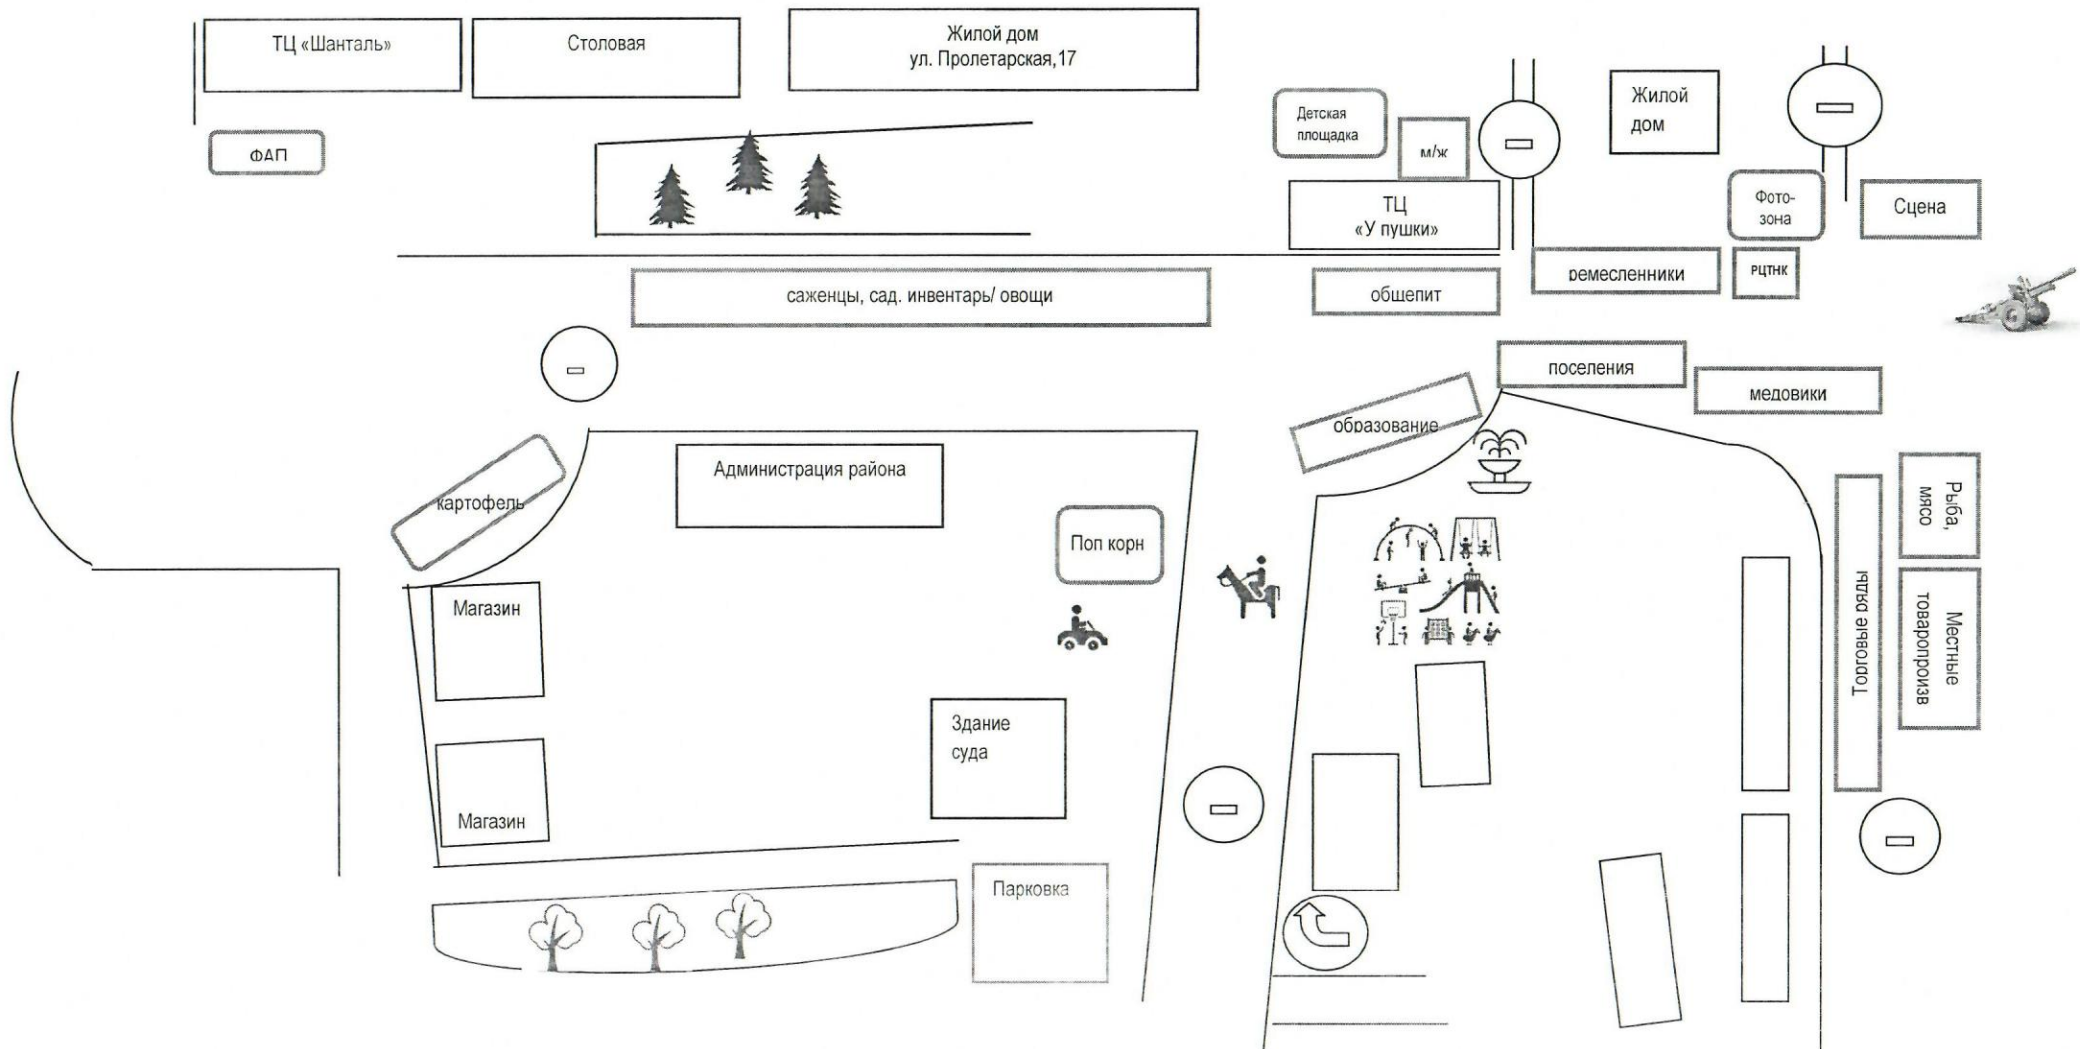 ТЦ «Шанталь»
Столовая
Жилой дом
ул. Пролетарская,17
ФАП
Детская
площадка
м/ж
Жилой
дом
ТЦ
«У пушки»
Фото-
зона
Сцена
ремесленники
РЦТНК
саженцы, сад. инвентарь/ овощи
общепит
поселения
медовики
образование
картофель
Администрация района
Поп корн
Рыба,
мясо
Торговые ряды
Местные
товаропроизв
Магазин
Здание
суда
Магазин
Парковка